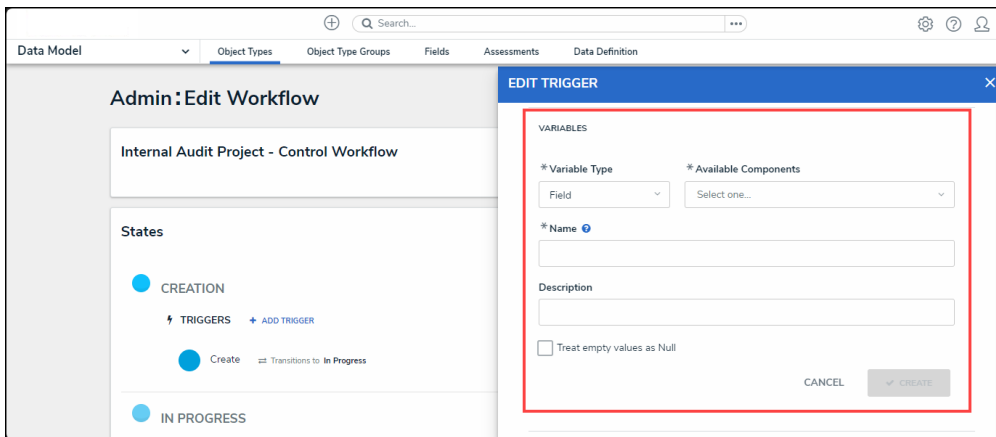 Search...
Data Model
Object Types
Object Type Groups
Fields
Assessments
Data Definition
Admin:Edit Workflow
Internal Audit Project - Control Workflow
States
CREATION
TRIGGERS + ADD TRIGGER
Create Transitions to In Progress
IN PROGRESS
EDIT TRIGGER
VARIABLES
*Variable Type *Available Components
Field Select one...
*Name
Description
Treat empty values as Null
CANCEL CREATE